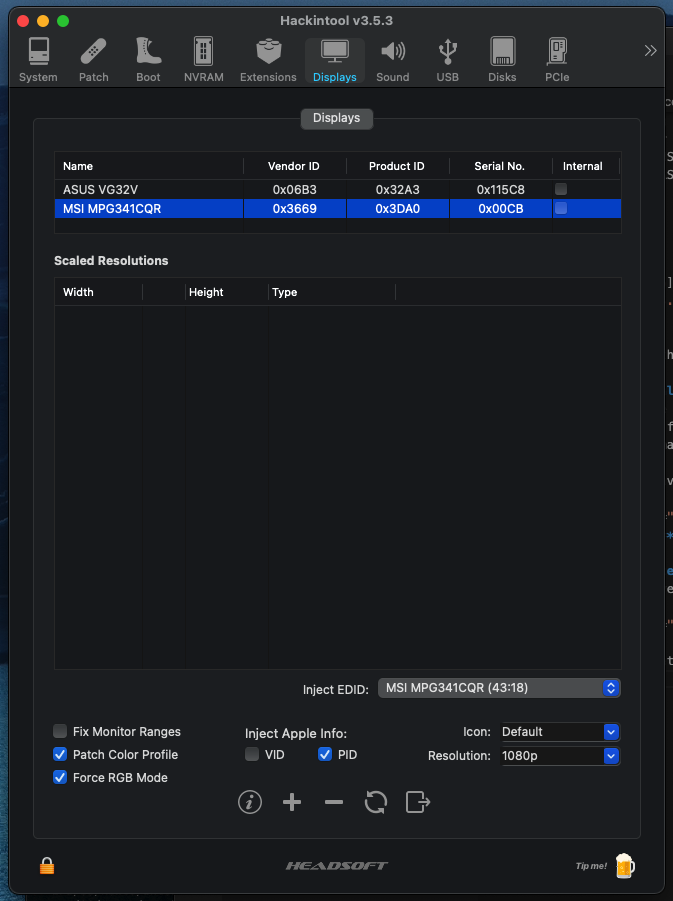 Hackintool v3.5.3
System Patch Boot NVRAM Extensions Displays Sound USB Disks PCIe
Displays
Name Vendor ID Product ID Serial No. Internal
ASUS VG32V 0x06B3 0x32A3 0x115C8
MSI MPG341CQR 0x3669 0x3DA0 0x00CB
Scaled Resolutions
Width Height Type
Inject EDID: MSI MPG341CQR (43:18)
Fix Monitor Ranges Inject Apple Info: Icon: Default
Patch Color Profile VID PID Resolution: 1080p
Force RGB Mode
HEADSOFT Tip me!